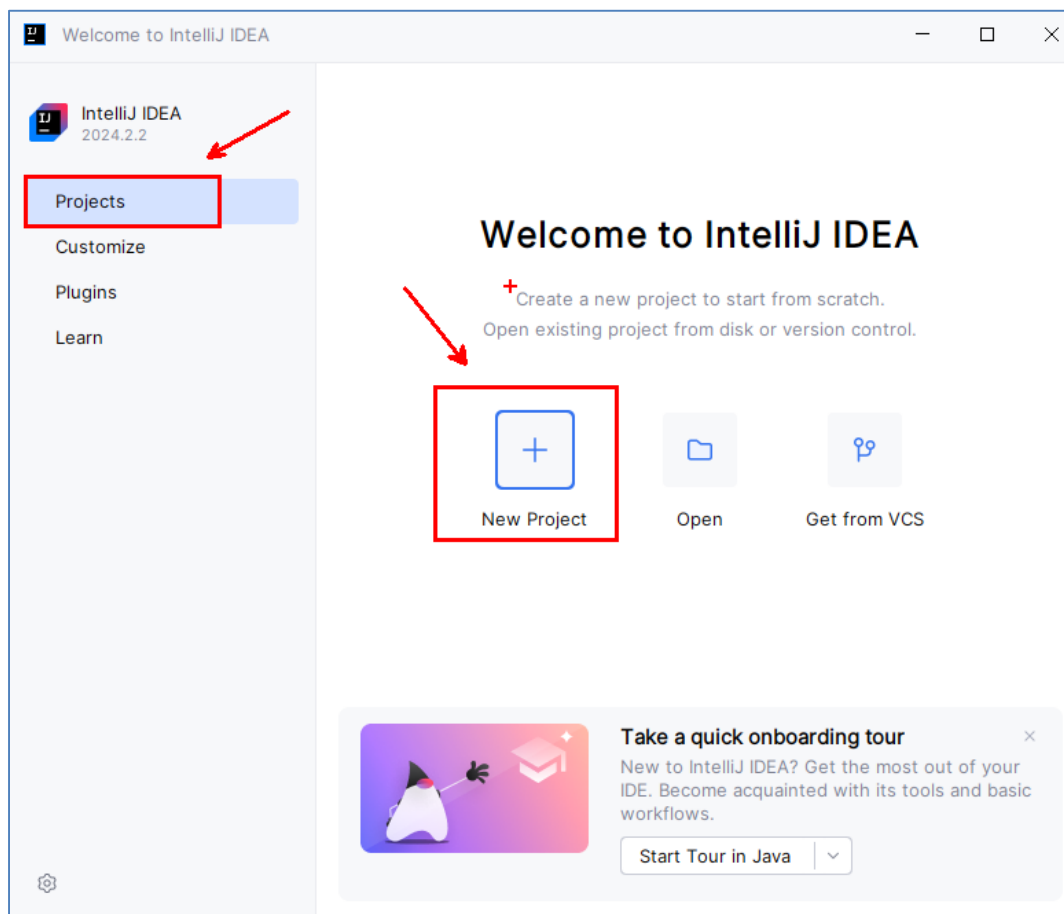 Welcome to IntelliJ IDEA
IntelliJ IDEA
2024.2.2
Projects
Customize
Plugins
Learn
Welcome to IntelliJ IDEA
Create a new project to start from scratch.
Open existing project from disk or version control.
New Project
Open
Get from VCS
Take a quick onboarding tour
New to IntelliJ IDEA? Get the most out of your
IDE. Become acquainted with its tools and basic
workflows.
Start Tour in Java